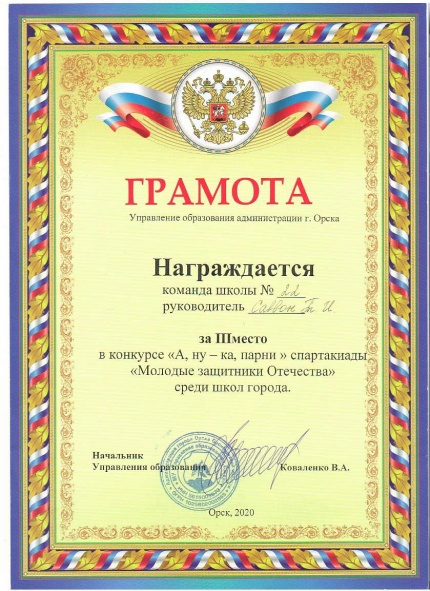 ГРАМОТА
Управление образования администрации г. Орска
Награждается
команда школы № 22
руководитель
за IIIместо
в конкурсе «А, ну – ка, парни » спартакиады
«Молодые защитники Отечества»
среди школ города.
Начальник
Управления образования Коваленко В.А.
Орск, 2020